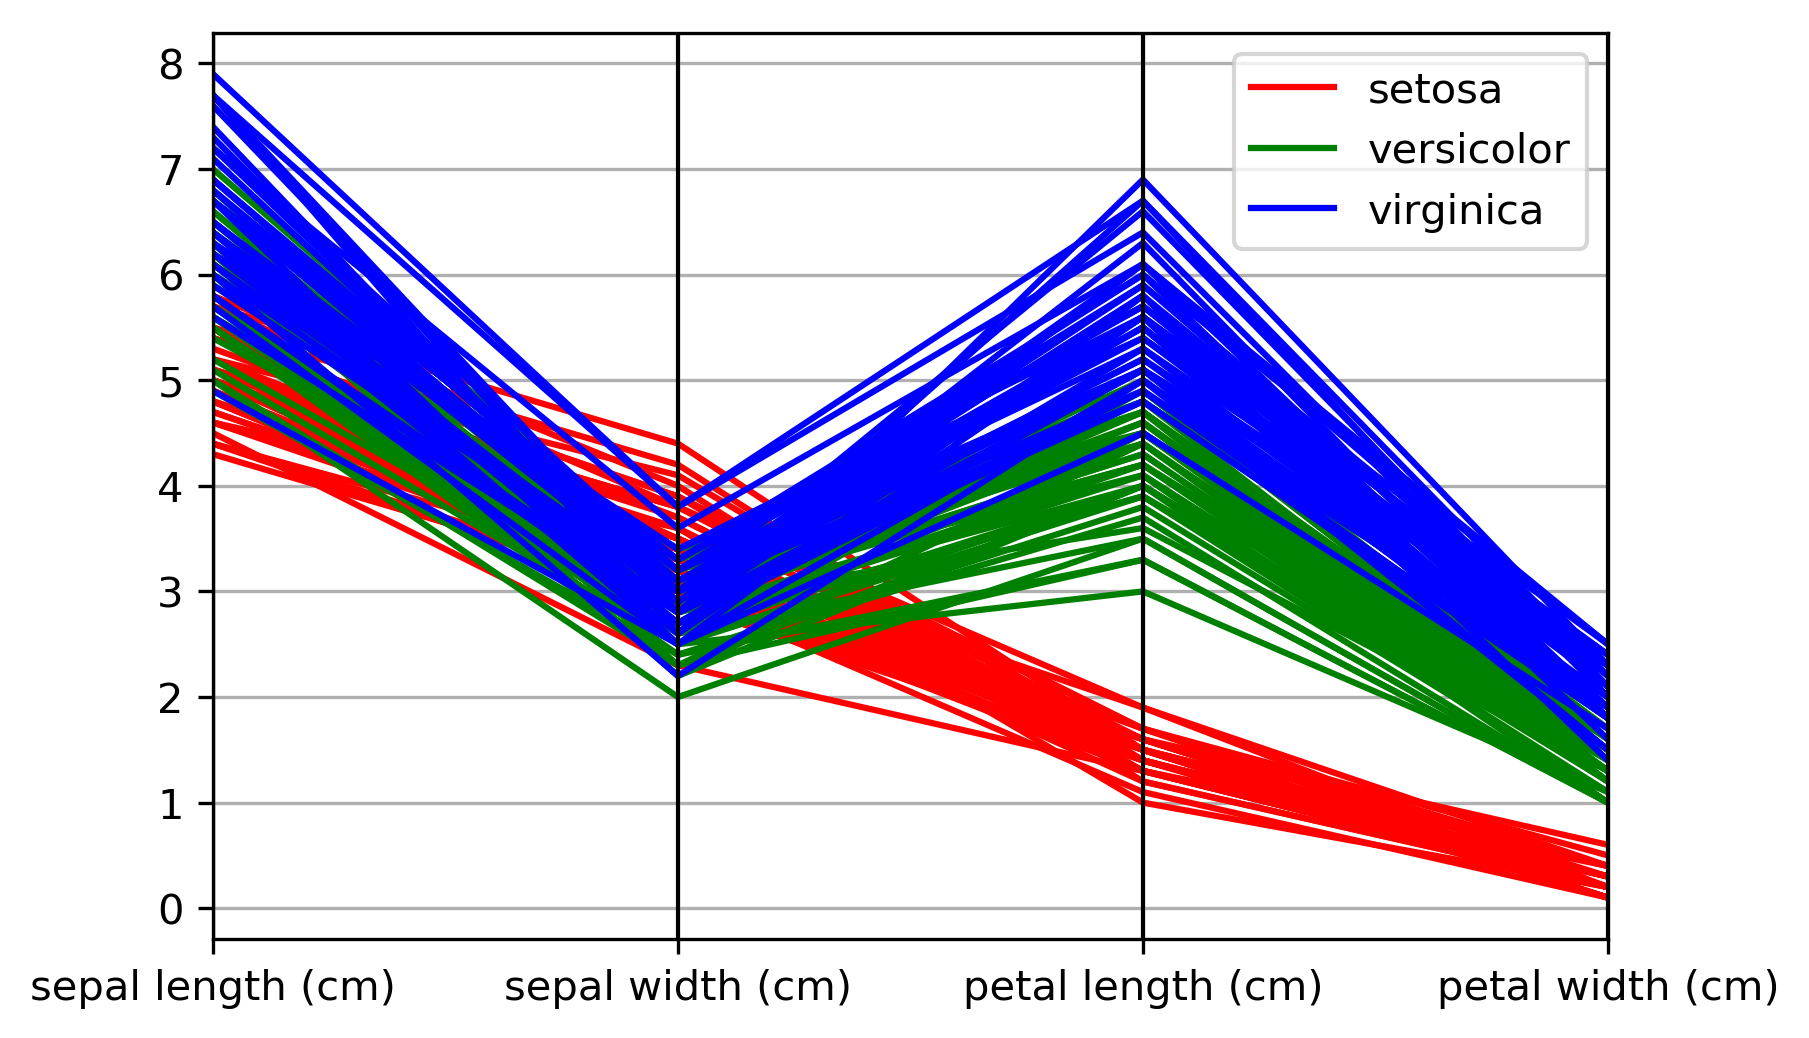 8
7
6
5
4
3
2
1
0
setosa
versicolor
virginica
sepal length (cm) sepal width (cm) petal length (cm) petal width (cm)